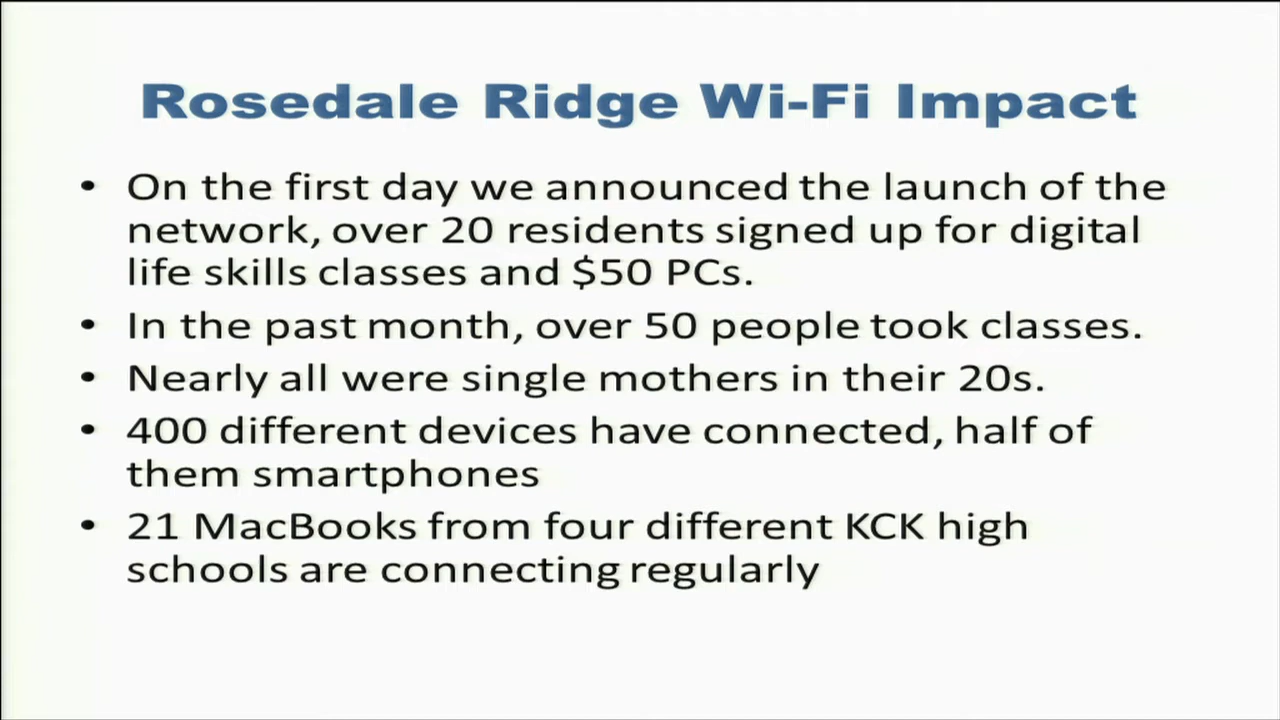 Rosedale Ridge Wi-Fi Impact
• On the first day we announced the launch of the
network, over 20 residents signed up for digital
life skills classes and $50 PCs.
• In the past month, over 50 people took classes.
• Nearly all were single mothers in their 20s.
• 400 different devices have connected, half of
them smartphones
• 21 MacBooks from four different KCK high
schools are connecting regularly